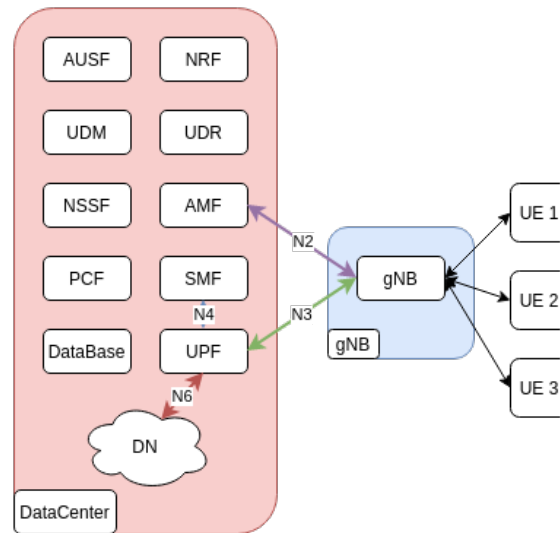 AUSF
NRF
UDM
UDR
NSSF
AMF
PCF
SMF
N4
DataBase
UPF
N6
DN
DataCenter
N2
N3
gNB
gNB
UE 1
UE 2
UE 3